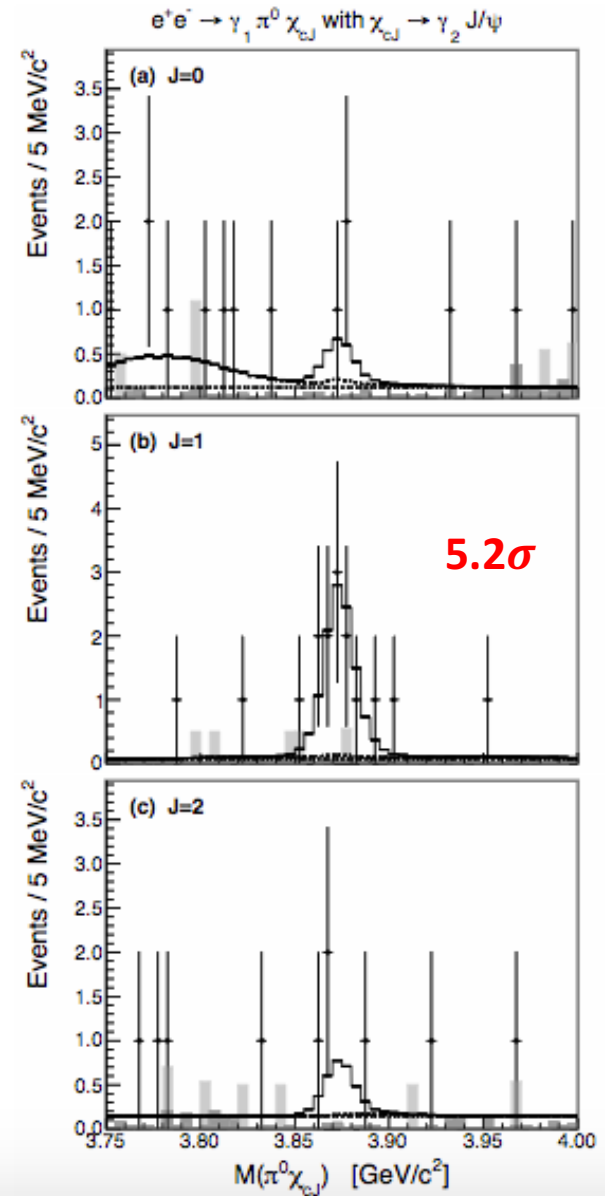 e⁺e⁻ → γ₁ π⁰ χ_cJ with χ_cJ → γ₂ J/ψ
(a) J=0
Events / 5 MeV/c²
3.5
3.0
2.5
2.0
1.5
1.0
0.5
0.0
(b) J=1
Events / 5 MeV/c²
5
4
3
2
1
0
5.2σ
(c) J=2
Events / 5 MeV/c²
3.5
3.0
2.5
2.0
1.5
1.0
0.5
0.0
3.75 3.80 3.85 3.90 3.95 4.00
M(π⁰χ_cJ) [GeV/c²]